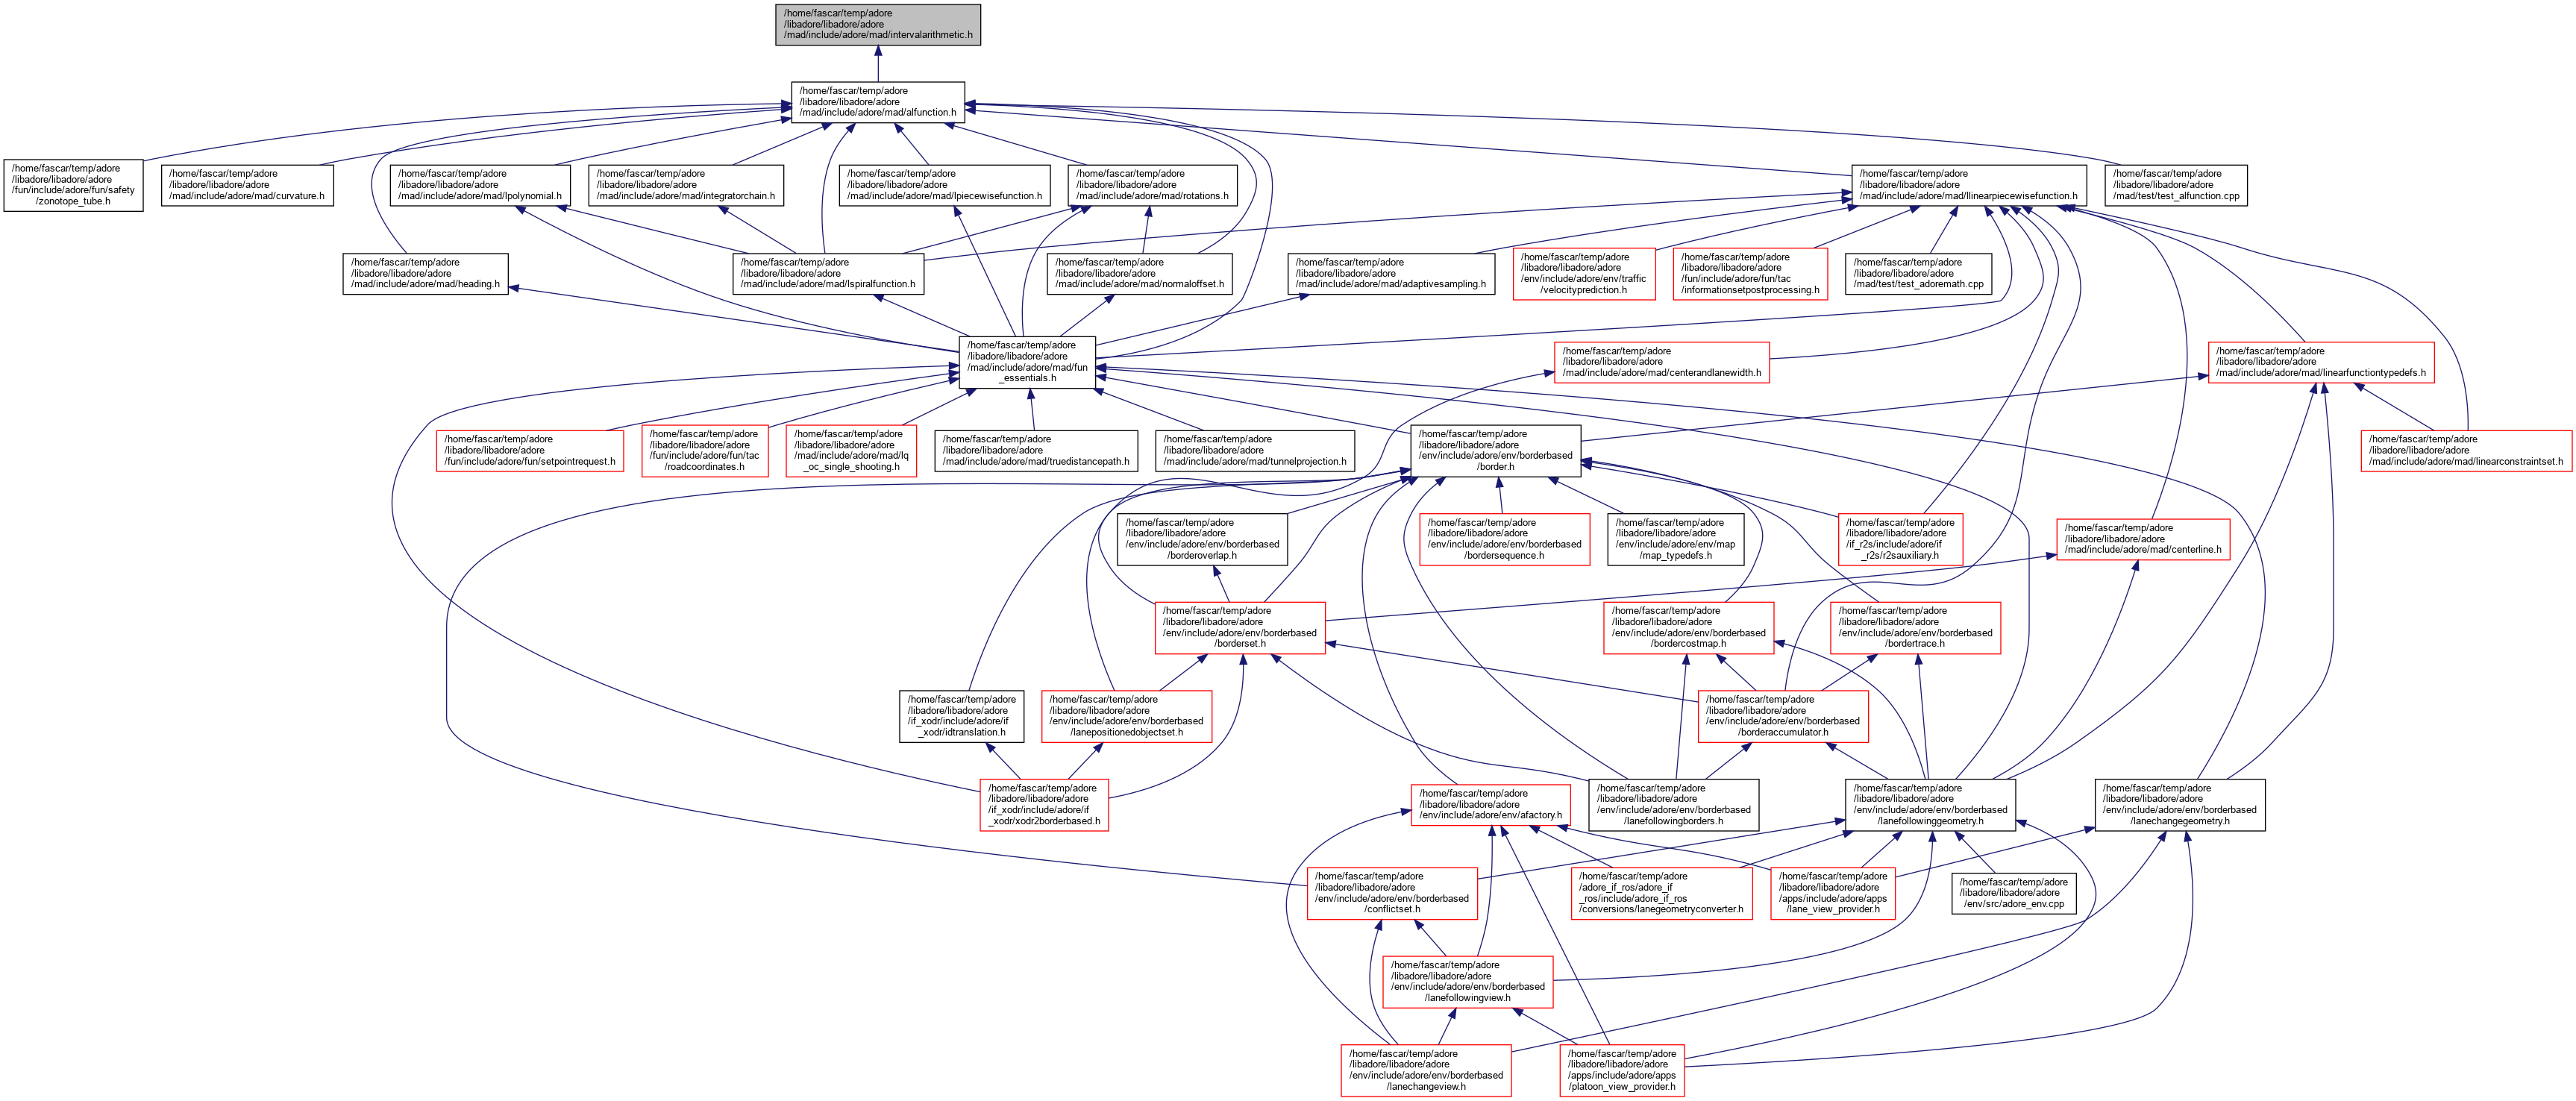 /home/fascar/temp/adore
/libadore/libadore/adore
/mad/include/adore/mad/intervalarithmetic.h
/home/fascar/temp/adore
/libadore/libadore/adore
/mad/include/adore/mad/alfunction.h
/home/fascar/temp/adore
/libadore/libadore/adore
/fun/include/adore/fun/safety
/zonotope_tube.h
/home/fascar/temp/adore
/libadore/libadore/adore
/mad/include/adore/mad/curvature.h
/home/fascar/temp/adore
/libadore/libadore/adore
/mad/include/adore/mad/lpolynomial.h
/home/fascar/temp/adore
/libadore/libadore/adore
/mad/include/adore/mad/integratorchain.h
/home/fascar/temp/adore
/libadore/libadore/adore
/mad/include/adore/mad/lpiecewisefunction.h
/home/fascar/temp/adore
/libadore/libadore/adore
/mad/include/adore/mad/rotations.h
/home/fascar/temp/adore
/libadore/libadore/adore
/mad/include/adore/mad/llinearpiecewisefunction.h
/home/fascar/temp/adore
/libadore/libadore/adore
/mad/test/test_alfunction.cpp
/home/fascar/temp/adore
/libadore/libadore/adore
/mad/include/adore/mad/heading.h
/home/fascar/temp/adore
/libadore/libadore/adore
/mad/include/adore/mad/lspiralfunction.h
/home/fascar/temp/adore
/libadore/libadore/adore
/mad/include/adore/mad/normaloffset.h
/home/fascar/temp/adore
/libadore/libadore/adore
/mad/include/adore/mad/adaptivesampling.h
/home/fascar/temp/adore
/libadore/libadore/adore
/env/include/adore/env/traffic
/velocityprediction.h
/home/fascar/temp/adore
/libadore/libadore/adore
/fun/include/adore/fun/tac
/informationsetpostprocessing.h
/home/fascar/temp/adore
/libadore/libadore/adore
/mad/test/test_adoremath.cpp
/home/fascar/temp/adore
/libadore/libadore/adore
/mad/include/adore/mad/fun
_essentials.h
/home/fascar/temp/adore
/libadore/libadore/adore
/mad/include/adore/mad/centerandlanewidth.h
/home/fascar/temp/adore
/libadore/libadore/adore
/mad/include/adore/mad/linearfunctiontypedefs.h
/home/fascar/temp/adore
/libadore/libadore/adore
/fun/include/adore/fun/setpointrequest.h
/home/fascar/temp/adore
/libadore/libadore/adore
/fun/include/adore/fun/tac
/roadcoordinates.h
/home/fascar/temp/adore
/libadore/libadore/adore
/mad/include/adore/mad/lq
_oc_single_shooting.h
/home/fascar/temp/adore
/libadore/libadore/adore
/mad/include/adore/mad/truedistancepath.h
/home/fascar/temp/adore
/libadore/libadore/adore
/mad/include/adore/mad/tunnelprojection.h
/home/fascar/temp/adore
/libadore/libadore/adore
/env/include/adore/env/borderbased
/border.h
/home/fascar/temp/adore
/libadore/libadore/adore
/mad/include/adore/mad/linearconstraintset.h
/home/fascar/temp/adore
/libadore/libadore/adore
/env/include/adore/env/borderbased
/borderoverlap.h
/home/fascar/temp/adore
/libadore/libadore/adore
/env/include/adore/env/borderbased
/bordersequence.h
/home/fascar/temp/adore
/libadore/libadore/adore
/env/include/adore/env/map
/map_typedefs.h
/home/fascar/temp/adore
/libadore/libadore/adore
/if_r2s/include/adore/if
_r2s/r2sauxiliary.h
/home/fascar/temp/adore
/libadore/libadore/adore
/mad/include/adore/mad/centerline.h
/home/fascar/temp/adore
/libadore/libadore/adore
/env/include/adore/env/borderbased
/borderset.h
/home/fascar/temp/adore
/libadore/libadore/adore
/env/include/adore/env/borderbased
/bordercostmap.h
/home/fascar/temp/adore
/libadore/libadore/adore
/env/include/adore/env/borderbased
/bordertrace.h
/home/fascar/temp/adore
/libadore/libadore/adore
/if_xodr/include/adore/if
_xodr/idtranslation.h
/home/fascar/temp/adore
/libadore/libadore/adore
/env/include/adore/env/borderbased
/lanepositionedobjectset.h
/home/fascar/temp/adore
/libadore/libadore/adore
/env/include/adore/env/borderbased
/borderaccumulator.h
/home/fascar/temp/adore
/libadore/libadore/adore
/if_xodr/include/adore/if
_xodr/xodr2borderbased.h
/home/fascar/temp/adore
/libadore/libadore/adore
/env/include/adore/env/afactory.h
/home/fascar/temp/adore
/libadore/libadore/adore
/env/include/adore/env/borderbased
/lanefollowingborders.h
/home/fascar/temp/adore
/libadore/libadore/adore
/env/include/adore/env/borderbased
/lanefollowinggeometry.h
/home/fascar/temp/adore
/libadore/libadore/adore
/env/include/adore/env/borderbased
/lanechangegeometry.h
/home/fascar/temp/adore
/libadore/libadore/adore
/env/include/adore/env/borderbased
/conflictset.h
/home/fascar/temp/adore
/adore_if_ros/adore_if
_ros/include/adore_if_ros
/conversions/lanegeometryconverter.h
/home/fascar/temp/adore
/libadore/libadore/adore
/apps/include/adore/apps
/lane_view_provider.h
/home/fascar/temp/adore
/libadore/libadore/adore
/env/src/adore_env.cpp
/home/fascar/temp/adore
/libadore/libadore/adore
/env/include/adore/env/borderbased
/lanefollowingview.h
/home/fascar/temp/adore
/libadore/libadore/adore
/env/include/adore/env/borderbased
/lanechangeview.h
/home/fascar/temp/adore
/libadore/libadore/adore
/apps/include/adore/apps
/platoon_view_provider.h